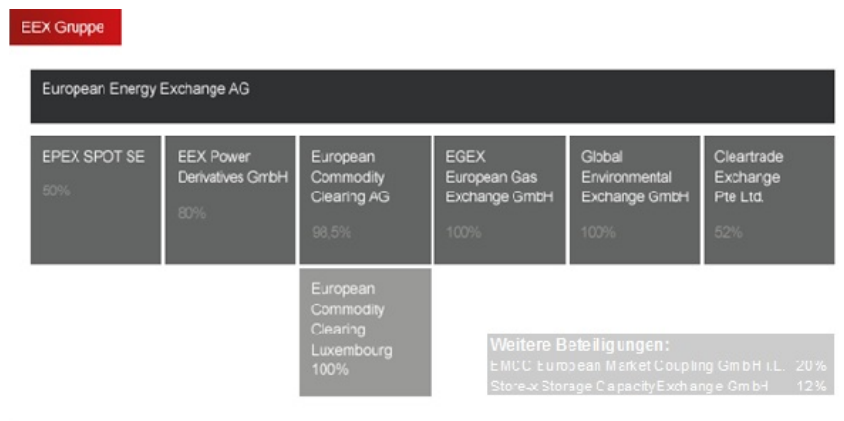 EEX Gruppe
European Energy Exchange AG
EPEX SPOT SE
50%
EEX Power
Derivatives GmbH
80%
European
Commodity
Clearing AG
98,5%
EGEX
European Gas
Exchange GmbH
100%
Global
Environmental
Exchange GmbH
100%
Cleartrade
Exchange
Pte Ltd.
52%
European
Commodity
Clearing
Luxembourg
100%
Weitere Beteiligungen:
EMCC European Market Coupling GmbH i.L. 20%
Store-x Storage Capacity Exchange GmbH 12%